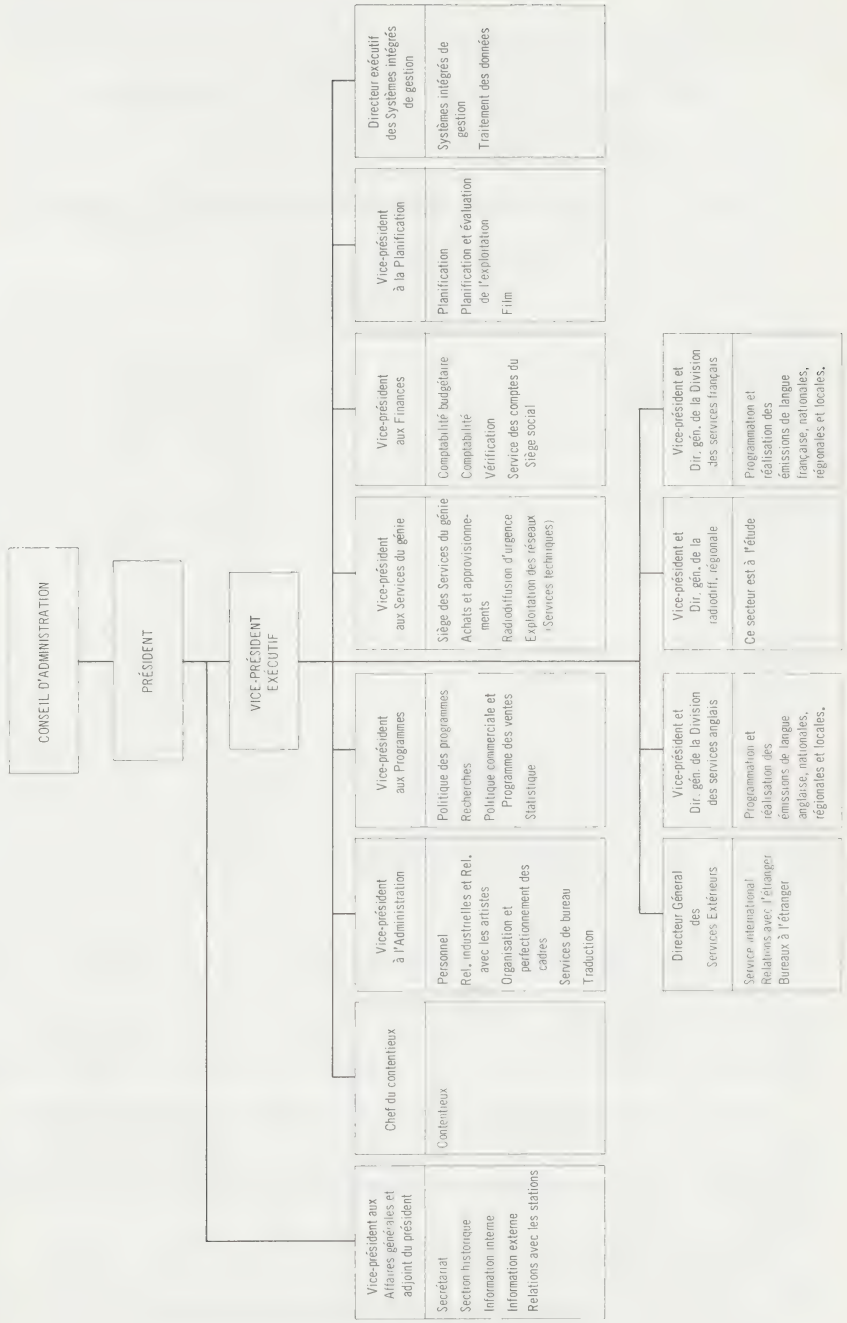 CONSEIL D'ADMINISTRATION
PRÉSIDENT
VICE-PRÉSIDENT
EXÉCUTIF
Vice-président aux
Affaires générales et
adjoint du président
Secrétariat
Section historique
Information interne
Information externe
Relations avec les stations
Chef du contentieux
Contentieux
Vice-président
à l'Administration
Personnel
Rel. industrielles et Rel.
avec les artistes
Organisation et
perfectionnement des
cadres
Services de bureau
Traduction
Vice-président
aux Programmes
Politique des programmes
Recherches
Politique commerciale et
Programme des ventes
Statistique
Vice-président
aux Services du génie
Siège des Services du génie
Achats et approvisionne-
ments
Radiodiffusion d'urgence
Exploitation des réseaux
(Services techniques)
Vice-président
aux Finances
Comptabilité budgétaire
Comptabilité
Vérification
Service des comptes du
Siège social
Vice-président
à la Planification
Planification
Planification et évaluation
de l'exploitation
Film
Directeur exécutif
des Systèmes intégrés
de gestion
Systèmes intégrés de
gestion
Traitement des données
Directeur Général
des
Services Extérieurs
Service international
Relations avec l'étranger
Bureaux à l'étranger
Vice-président et
Dir. gén. de la Division
des services anglais
Programmation et
réalisation des
émissions de langue
anglaise, nationales,
régionales et locales.
Vice-président et
Dir. gén. de la
radiodiff. régionale
Ce secteur est à l'étude
Vice-président et
Dir. gén. de la Division
des services français
Programmation et
réalisation des
émissions de langue
française, nationales,
régionales et locales.